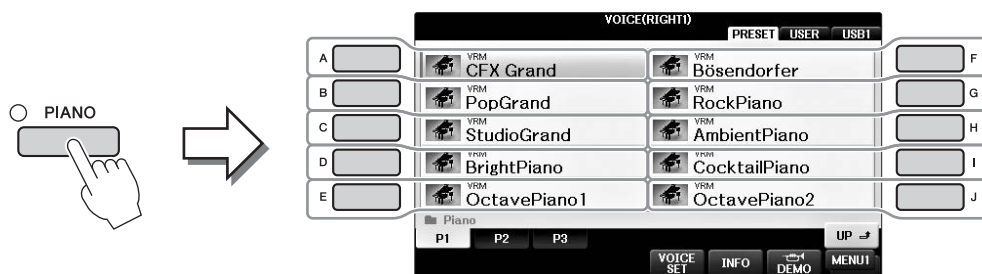 PIANO
VOICE(RIGHT1)
PRESET USER USB1
A VRM CFX Grand VRM Bösendorfer F
B VRM PopGrand VRM RockPiano G
C VRM StudioGrand VRM AmbientPiano H
D VRM BrightPiano VRM CocktailPiano I
E VRM OctavePiano1 VRM OctavePiano2 J
Piano
P1 P2 P3 UP
VOICE SET INFO DEMO MENU1